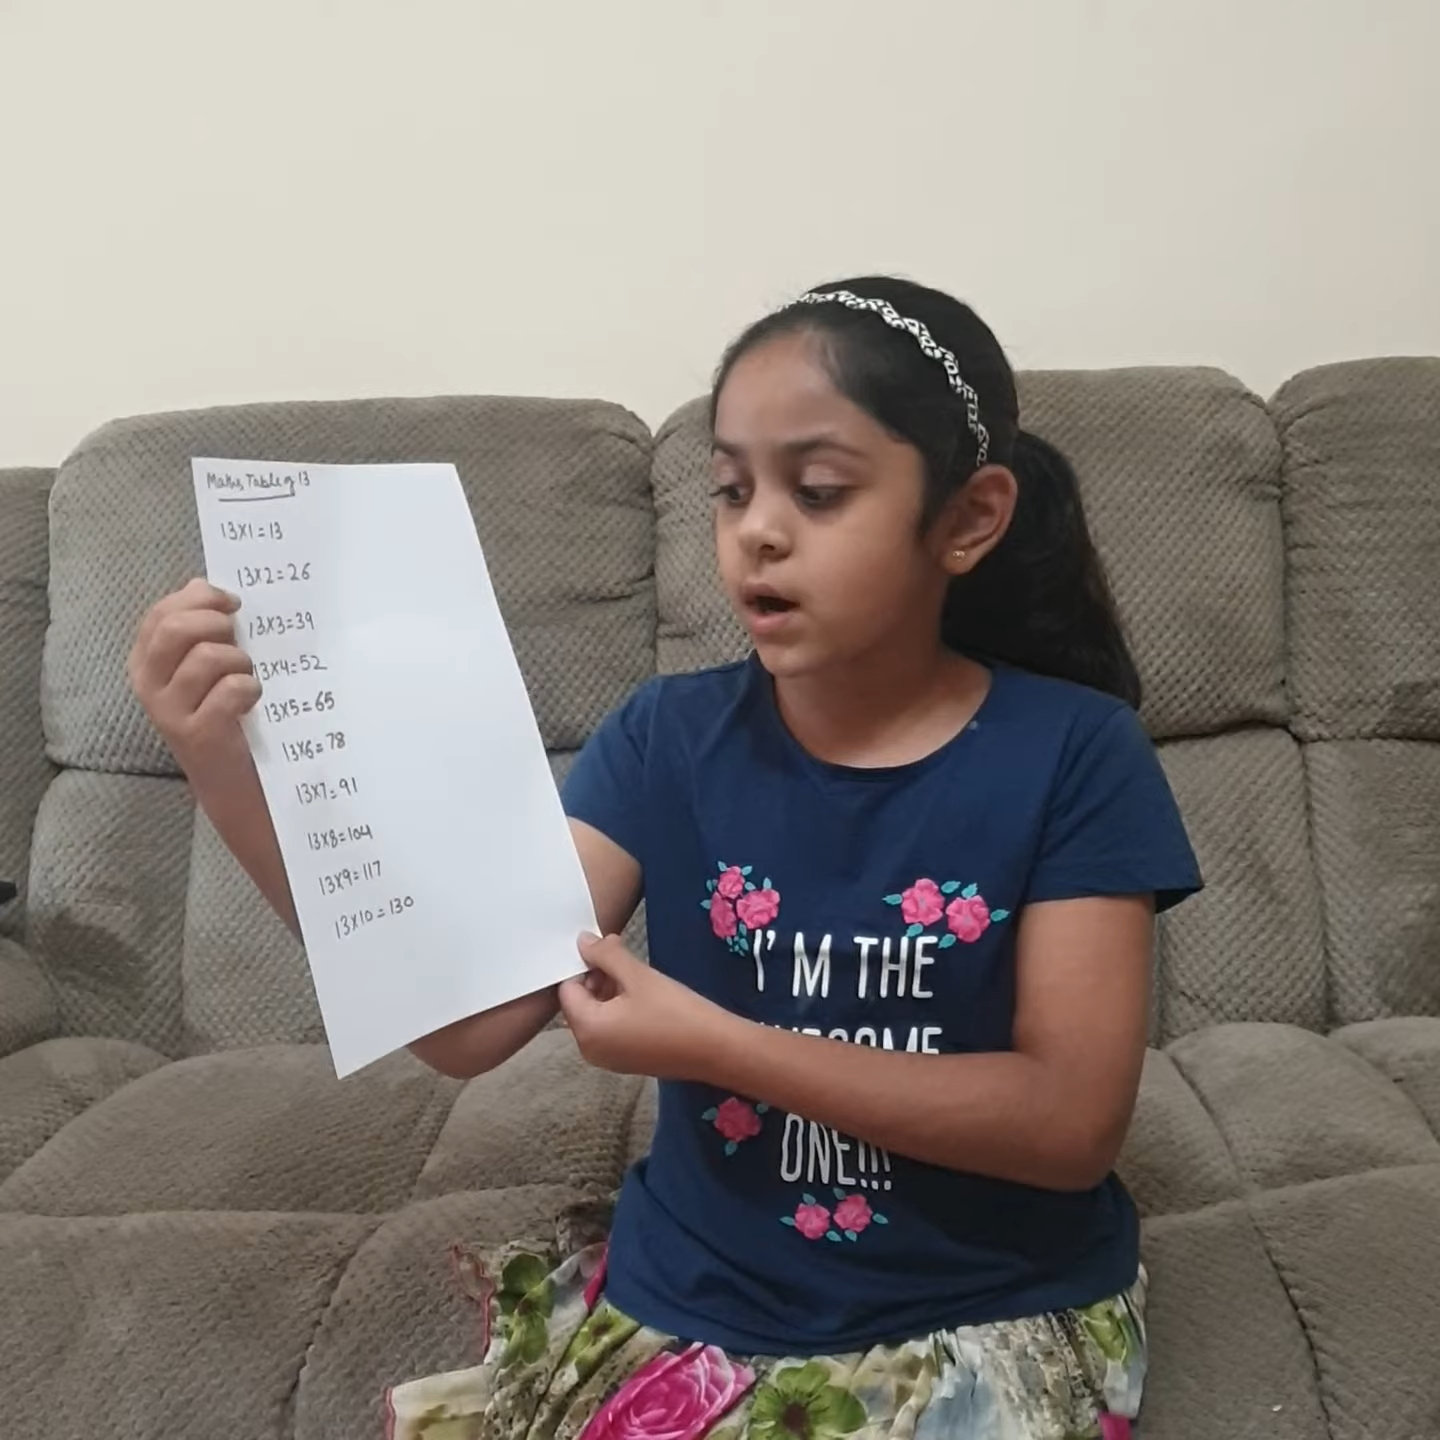 Maths Table of 13
13x1=13
13x2=26
13x3=39
13x4=52
13x5=65
13x6=78
13x7=91
13x8=104
13x9=117
13x10=130
I'M THE
AWESOME
ONE!!!